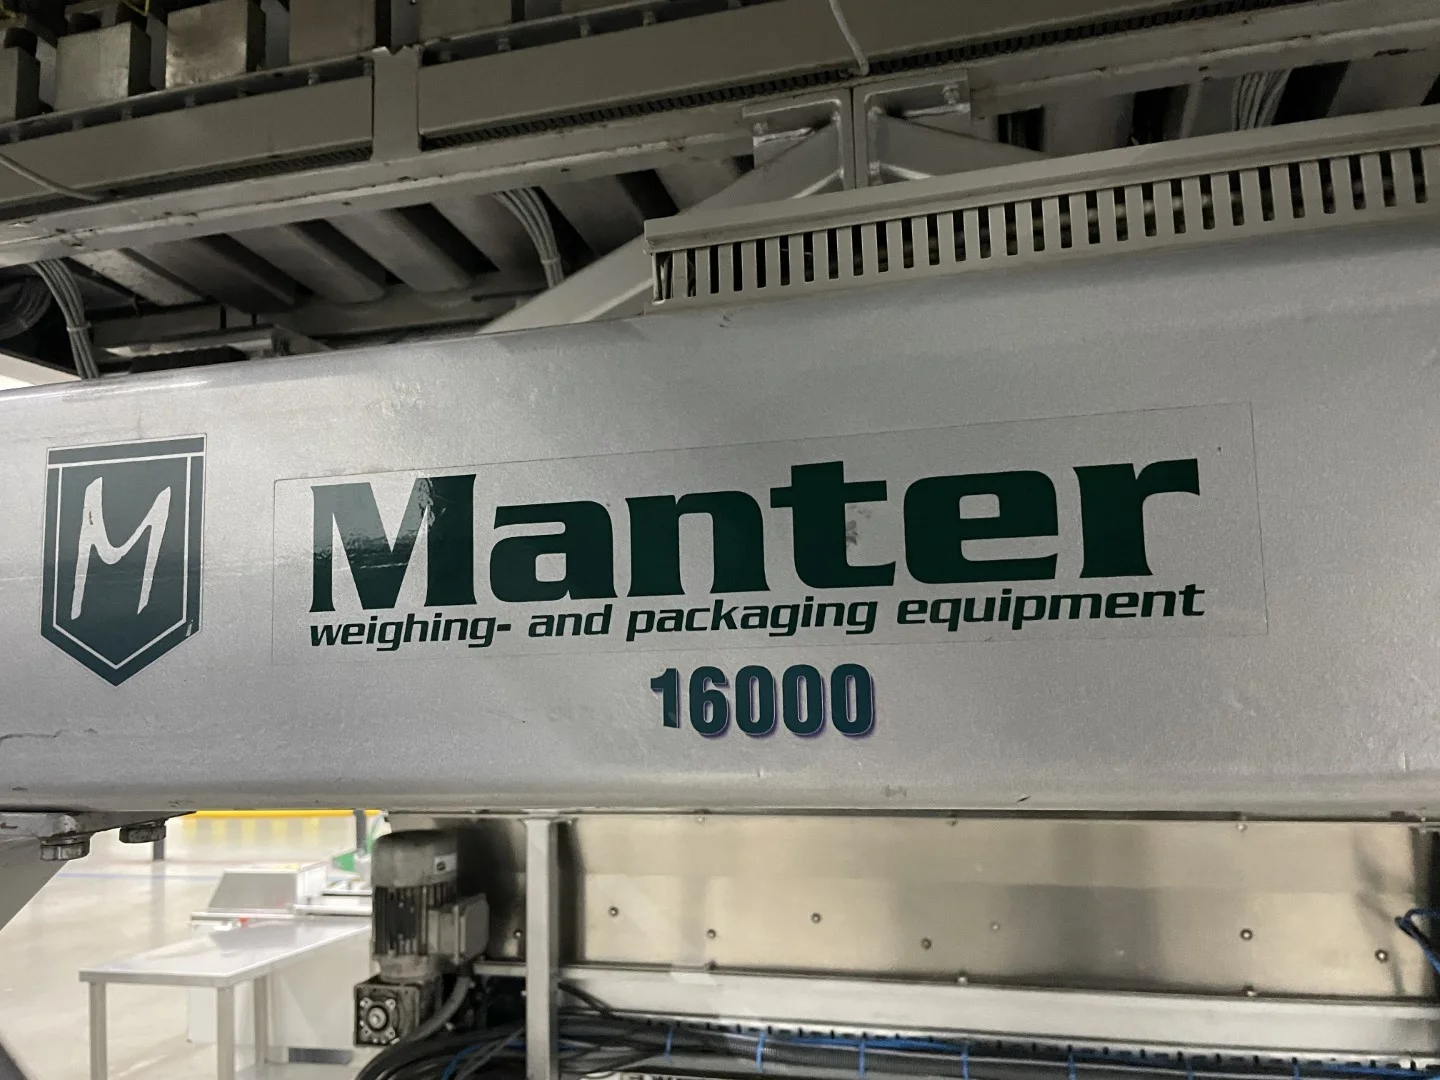 M
Manter
weighing- and packaging equipment
16000